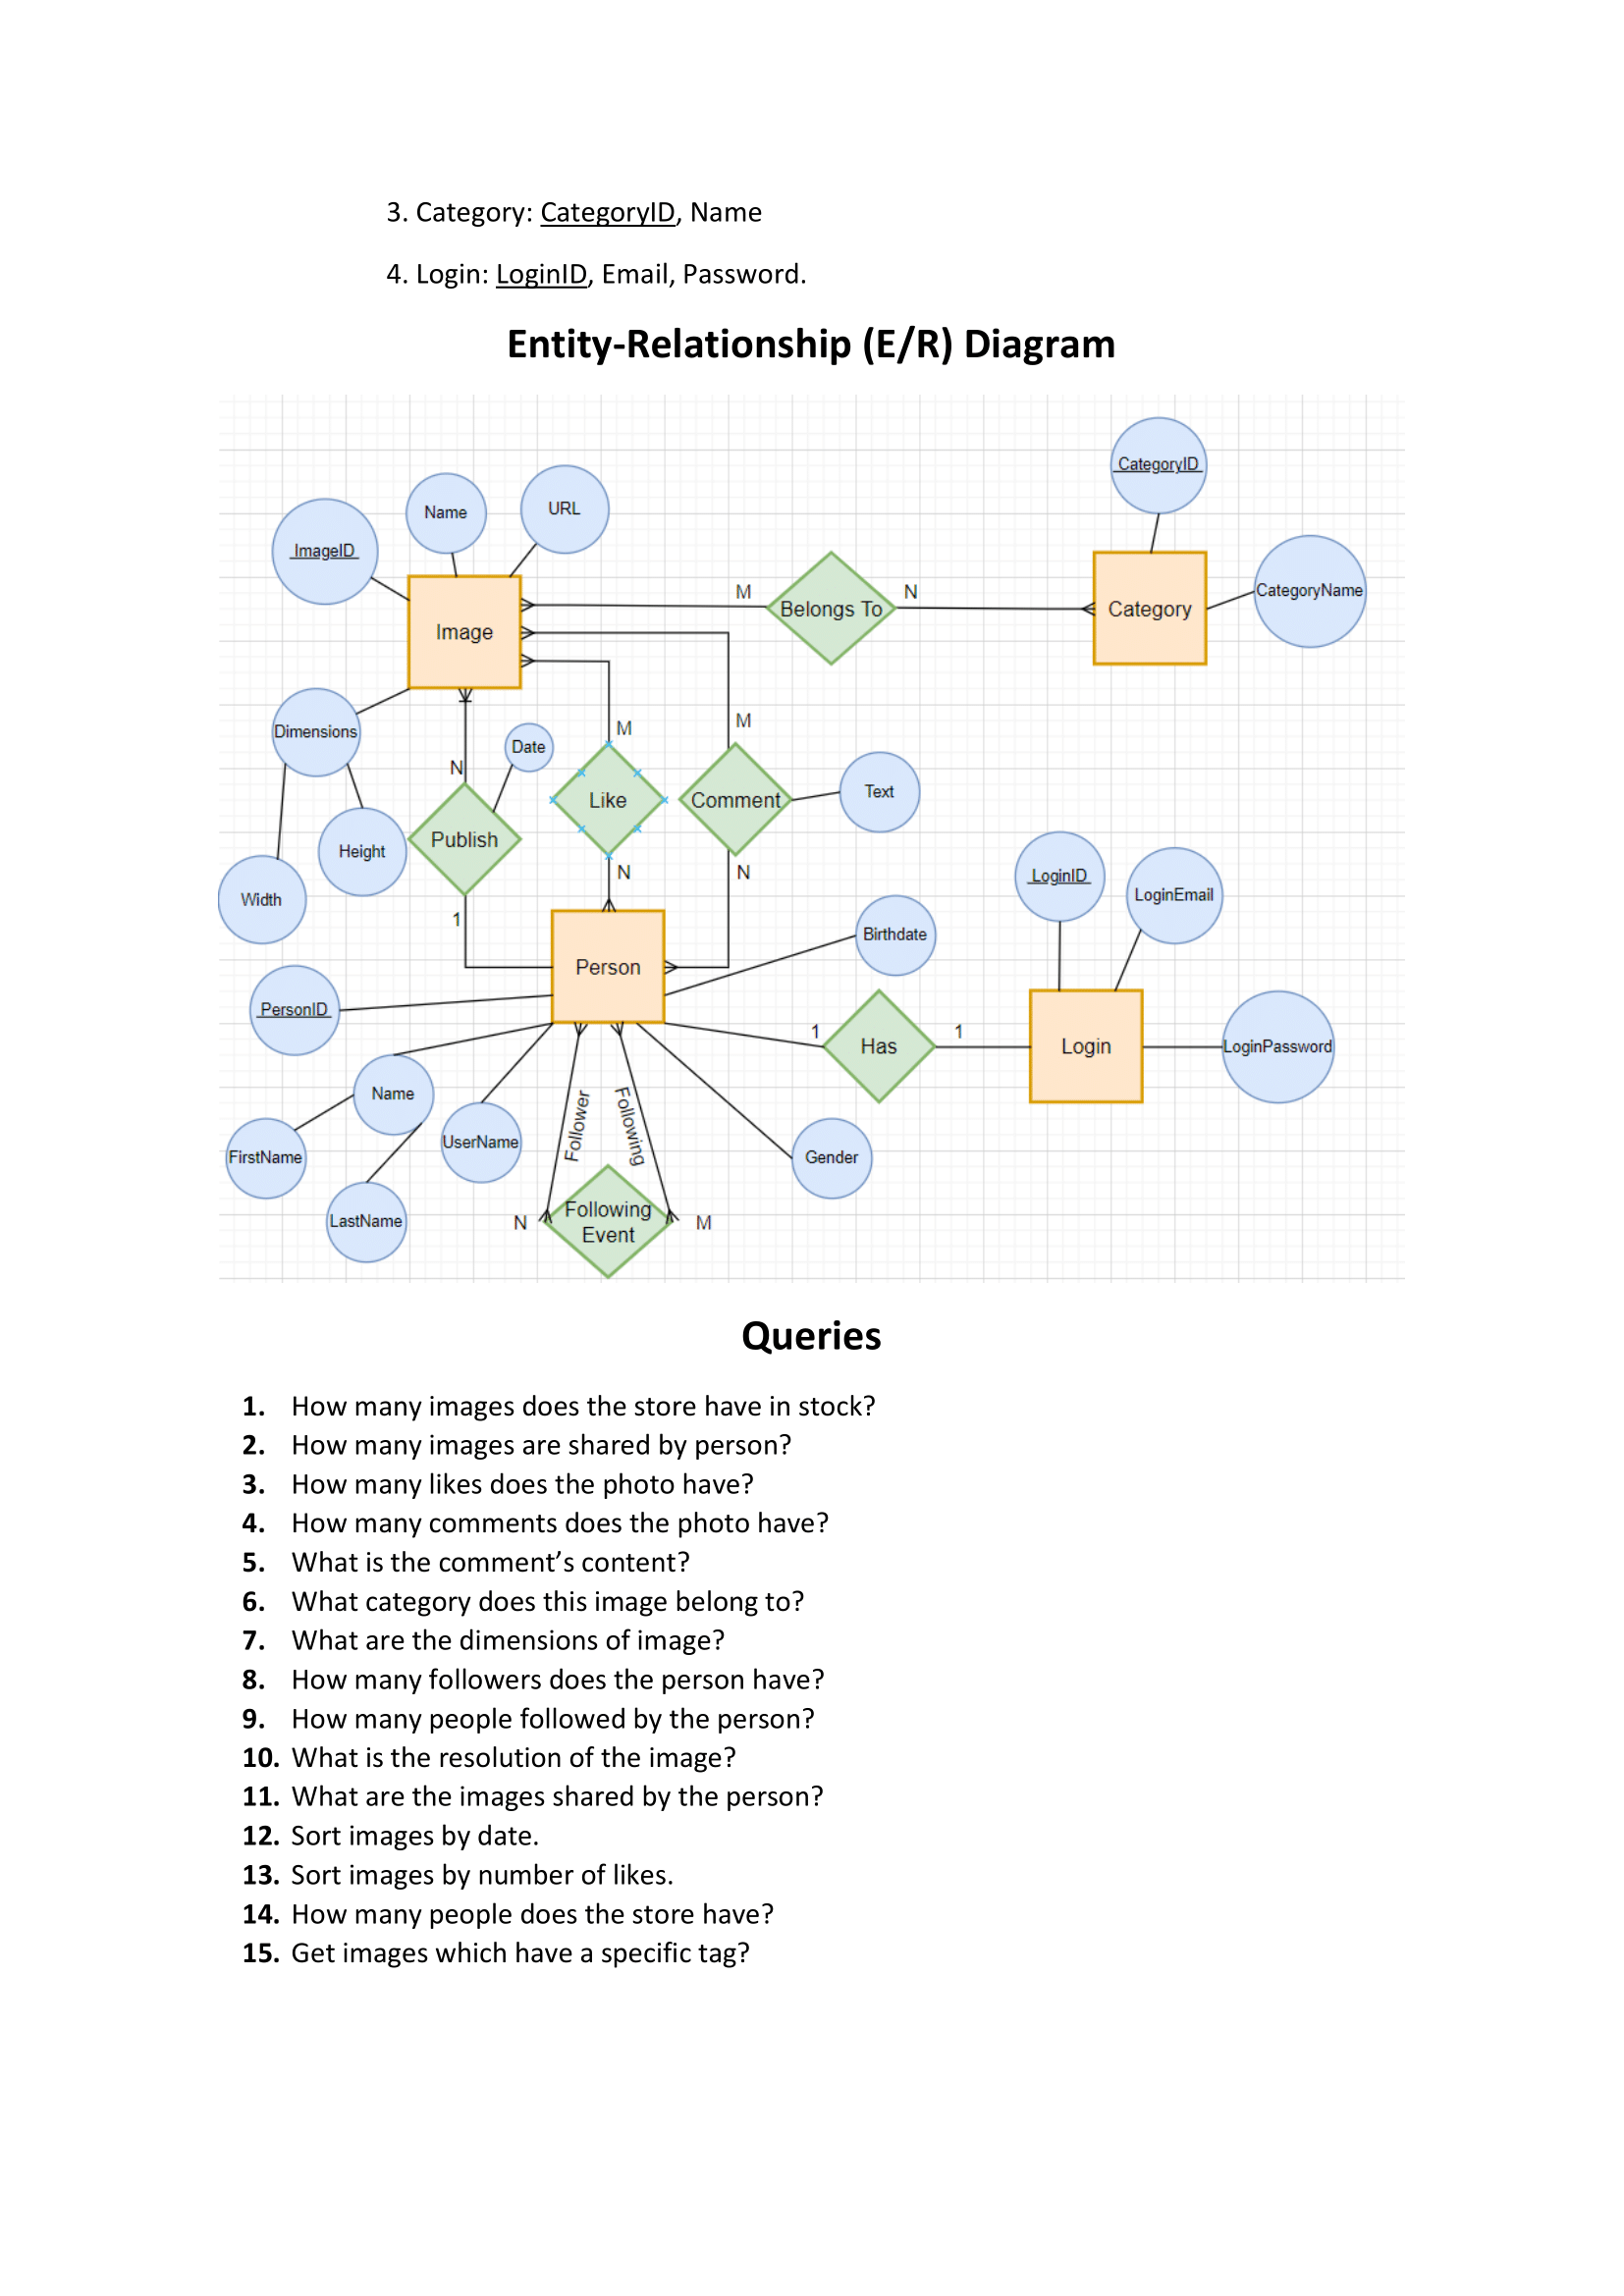 3. Category: CategoryID, Name
4. Login: LoginID, Email, Password.
Entity-Relationship (E/R) Diagram
CategoryID
Name
URL
ImageID
CategoryName
M
Belongs To
N
Category
Image
Dimensions
Date
M
M
N
Like
Comment
Text
Publish
Height
Width
N
N
1
LoginID
LoginEmail
Birthdate
Person
PersonID
1
Has
1
Login
LoginPassword
Name
Follower
Following
UserName
FirstName
Gender
LastName
N
Following
Event
M
Queries
1. How many images does the store have in stock?
2. How many images are shared by person?
3. How many likes does the photo have?
4. How many comments does the photo have?
5. What is the comment’s content?
6. What category does this image belong to?
7. What are the dimensions of image?
8. How many followers does the person have?
9. How many people followed by the person?
10. What is the resolution of the image?
11. What are the images shared by the person?
12. Sort images by date.
13. Sort images by number of likes.
14. How many people does the store have?
15. Get images which have a specific tag?